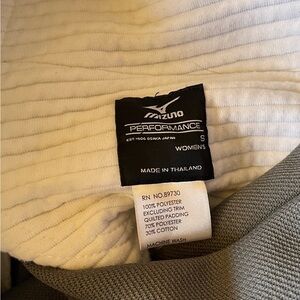 MIZUNO
PERFORMANCE
EST 1906 OSAKA JAPAN
S
WOMENS
MADE IN THAILAND
RN NO.89730
100% POLYESTER
EXCLUDING TRIM
QUILTED PADDING
70% POLYESTER
30% COTTON
MACHINE WASH